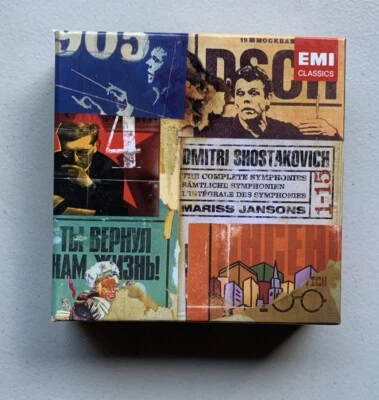 905
19 МОСКВА
DSCH
EMI
CLASSICS
4
DMITRI SHOSTAKOVICH
THE COMPLETE SYMPHONIES
SÄMTLICHE SYMPHONIEN
L'INTÉGRALE DES SYMPHONIES
MARISS JANSONS
1-15
ТЫ ВЕРНУЛ
НАМ ЖИЗНЬ!